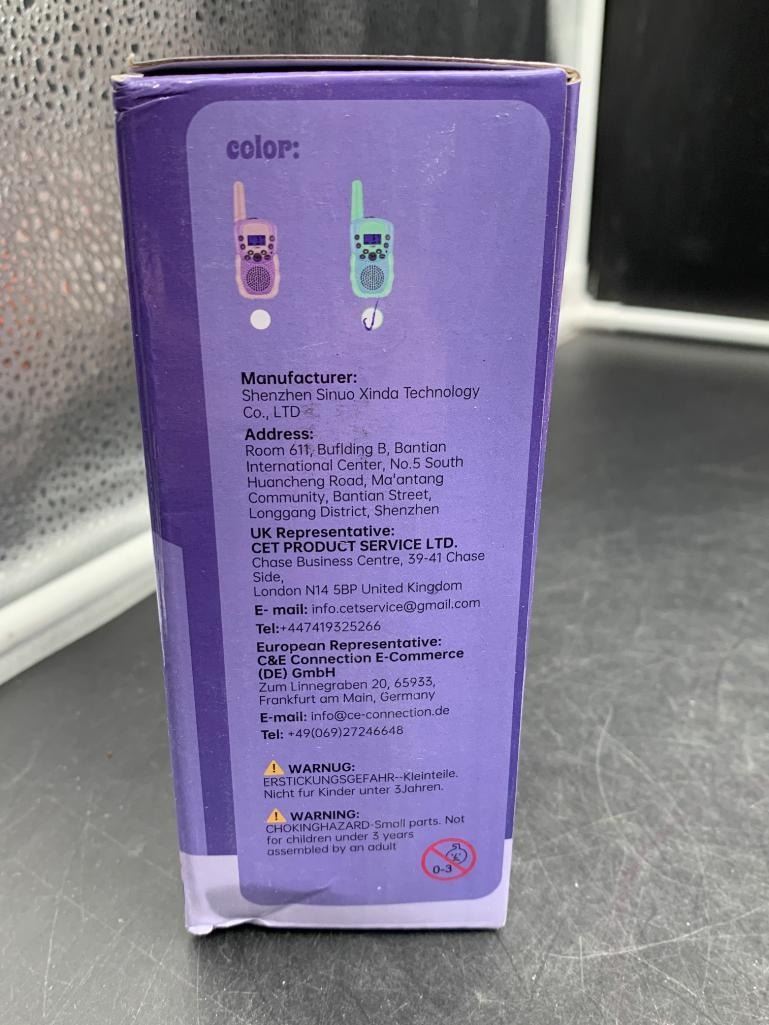 color:
Manufacturer:
Shenzhen Sinuo Xinda Technology
Co., LTD
Address:
Room 611, Buflding B, Bantian
International Center, No.5 South
Huancheng Road, Ma'antang
Community, Bantian Street,
Longgang District, Shenzhen
UK Representative:
CET PRODUCT SERVICE LTD.
Chase Business Centre, 39-41 Chase
Side,
London N14 5BP United Kingdom
E- mail: info.cetservice@gmail.com
Tel:+447419325266
European Representative:
C&E Connection E-Commerce
(DE) GmbH
Zum Linnegraben 20, 65933,
Frankfurt am Main, Germany
E-mail: info@ce-connection.de
Tel: +49(069)27246648
WARNUG:
ERSTICKUNGSGEFAHR--Kleinteile.
Nicht fur Kinder unter 3Jahren.
WARNING:
CHOKINGHAZARD-Small parts. Not
for children under 3 years
assembled by an adult
0-3